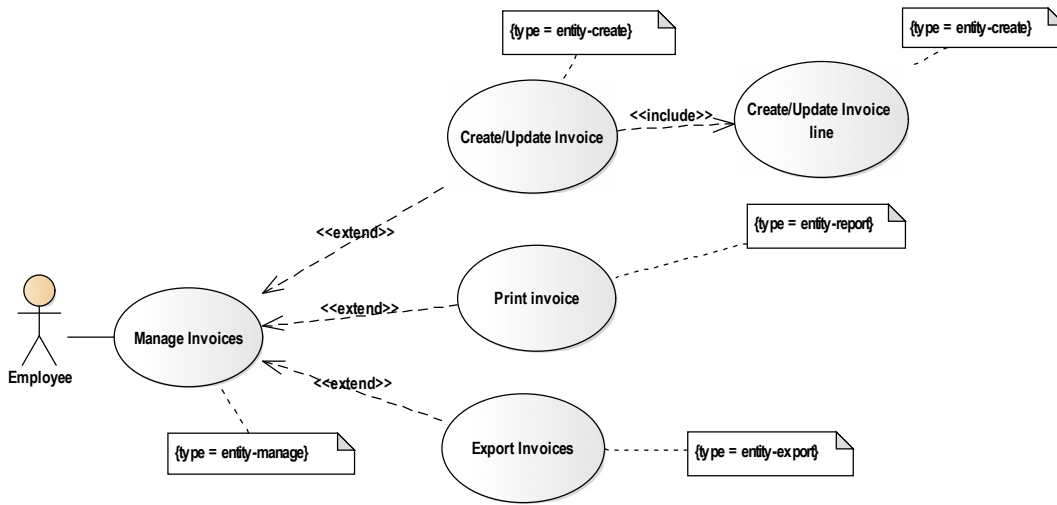 {type = entity-create}
{type = entity-create}
Create/Update Invoice
<<include>>
Create/Update Invoice
line
<<extend>>
{type = entity-report}
Print invoice
<<extend>>
Manage Invoices
Employee
<<extend>>
{type = entity-manage}
Export Invoices
{type = entity-export}